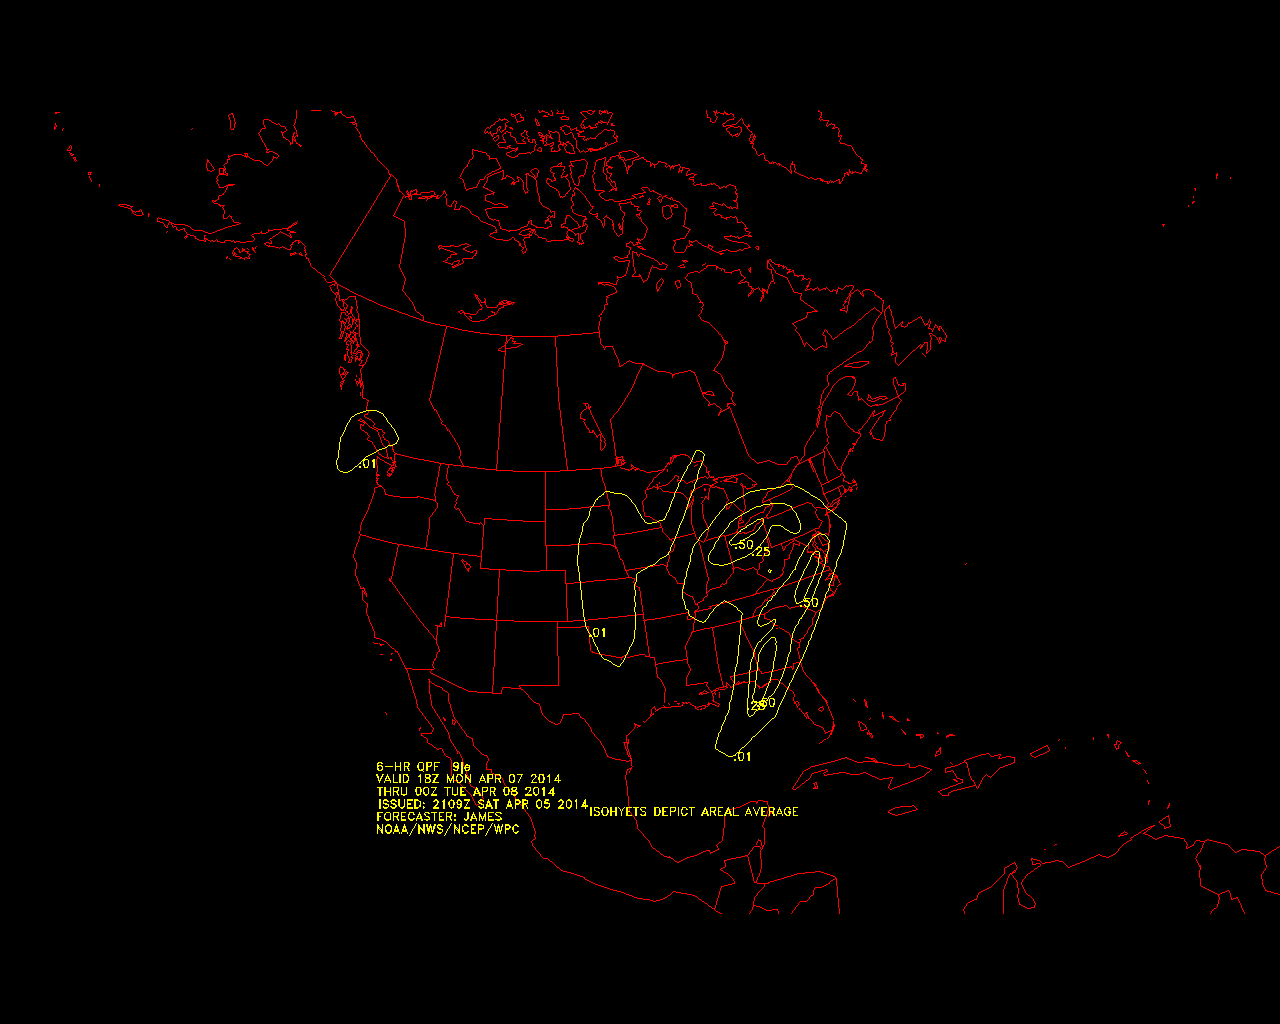 .01
.50
.25
.50
.01
.25
.50
.01
6-HR QPF 91e
VALID 18Z MON APR 07 2014
THRU 00Z TUE APR 08 2014
ISSUED: 2109Z SAT APR 05 2014
ISOHYETS DEPICT AREAL AVERAGE
FORECASTER: JAMES
NOAA/NWS/NCEP/WPC